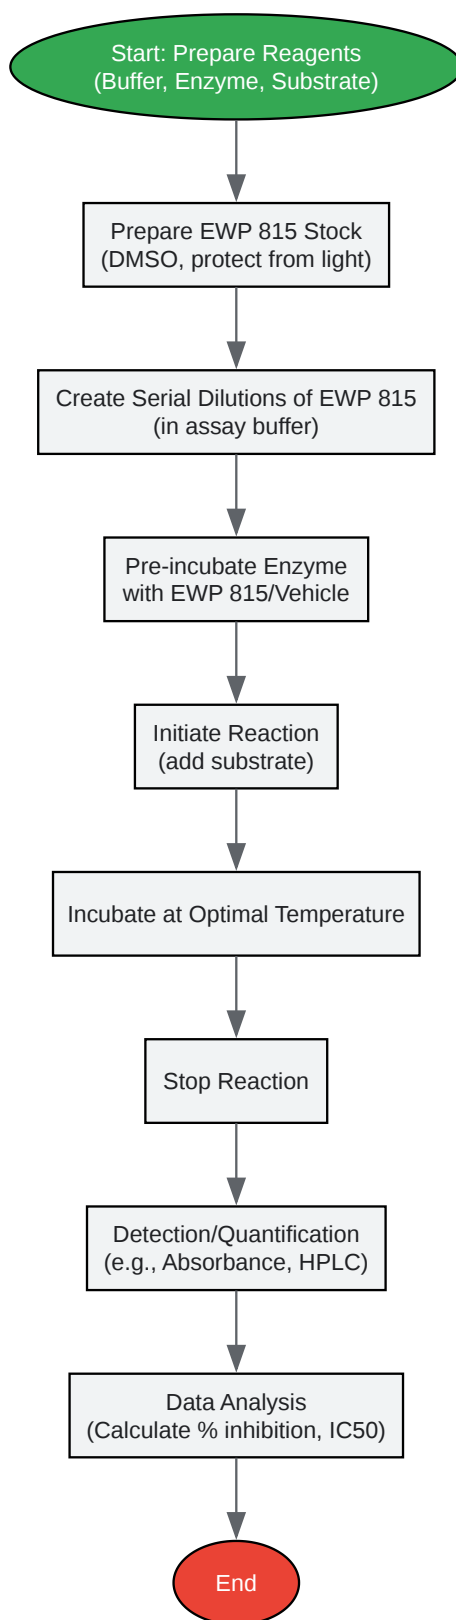 Start: Prepare Reagents
(Buffer, Enzyme, Substrate)
Prepare EWP 815 Stock
(DMSO, protect from light)
Create Serial Dilutions of EWP 815
(in assay buffer)
Pre-incubate Enzyme
with EWP 815/Vehicle
Initiate Reaction
(add substrate)
Incubate at Optimal Temperature
Stop Reaction
Detection/Quantification
(e.g., Absorbance, HPLC)
Data Analysis
(Calculate % inhibition, IC50)
End